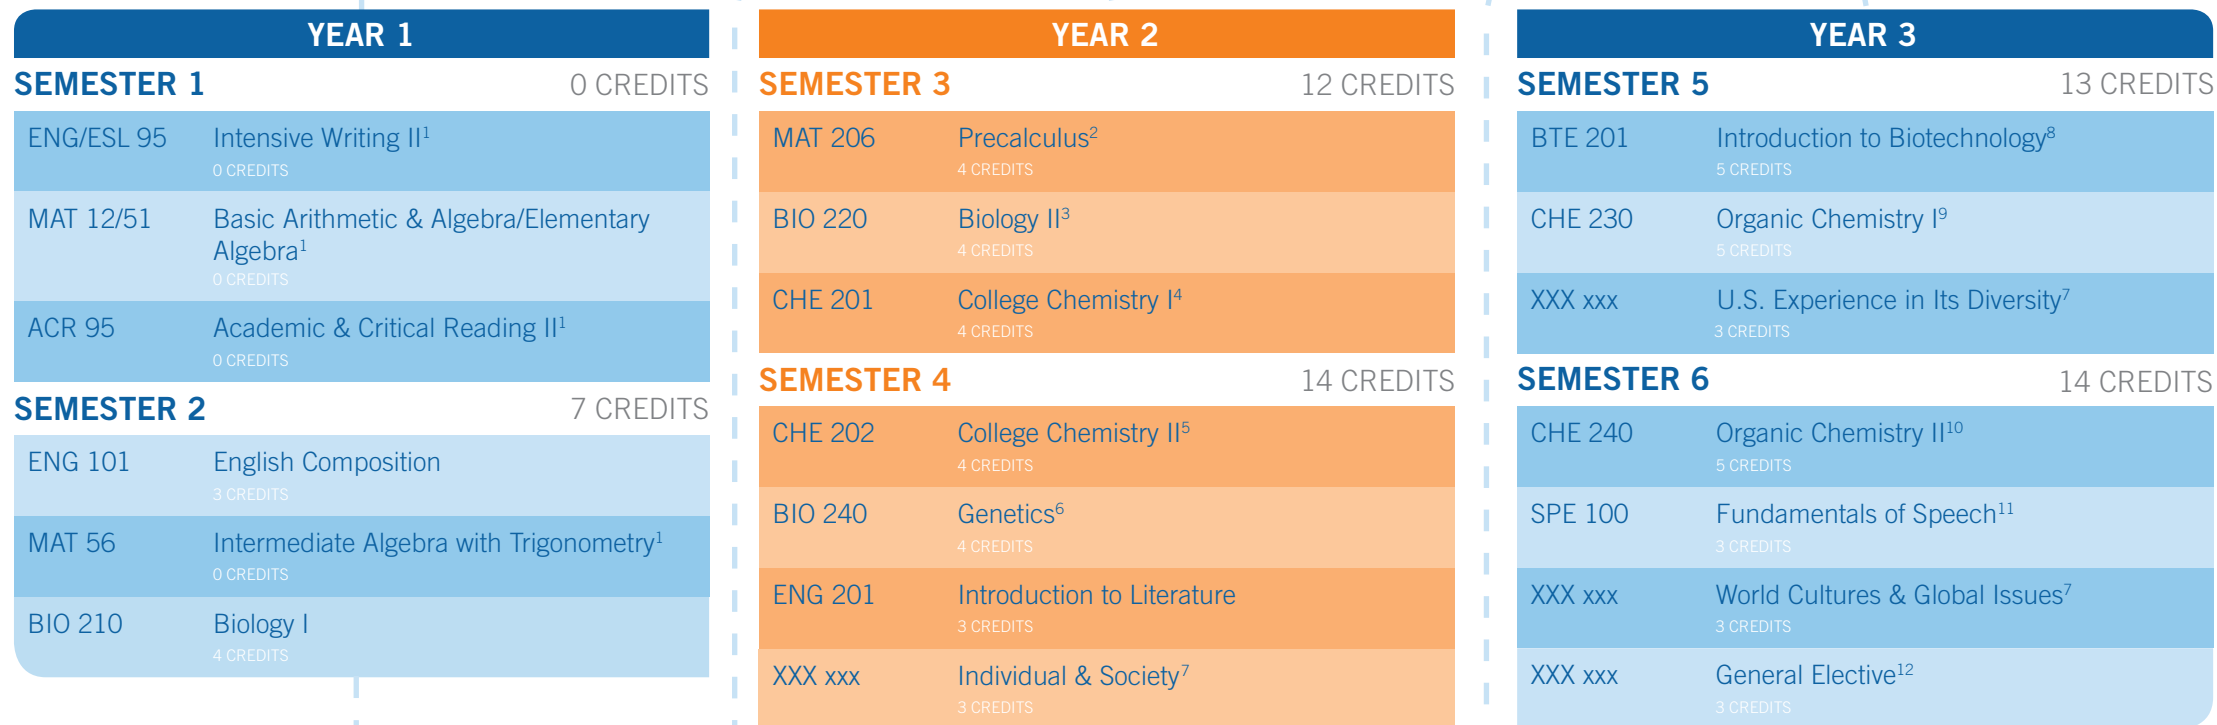 YEAR 1
SEMESTER 1 0 CREDITS
ENG/ESL 95 Intensive Writing II¹
0 CREDITS
MAT 12/51 Basic Arithmetic & Algebra/Elementary
Algebra¹
0 CREDITS
ACR 95 Academic & Critical Reading II¹
0 CREDITS
SEMESTER 2 7 CREDITS
ENG 101 English Composition
3 CREDITS
MAT 56 Intermediate Algebra with Trigonometry¹
0 CREDITS
BIO 210 Biology I
4 CREDITS
YEAR 2
SEMESTER 3 12 CREDITS
MAT 206 Precalculus²
4 CREDITS
BIO 220 Biology II³
4 CREDITS
CHE 201 College Chemistry I⁴
4 CREDITS
SEMESTER 4 14 CREDITS
CHE 202 College Chemistry II⁵
4 CREDITS
BIO 240 Genetics⁶
4 CREDITS
ENG 201 Introduction to Literature
3 CREDITS
XXX xxx Individual & Society⁷
3 CREDITS
YEAR 3
SEMESTER 5 13 CREDITS
BTE 201 Introduction to Biotechnology⁸
5 CREDITS
CHE 230 Organic Chemistry I⁹
5 CREDITS
XXX xxx U.S. Experience in Its Diversity⁷
3 CREDITS
SEMESTER 6 14 CREDITS
CHE 240 Organic Chemistry II¹⁰
5 CREDITS
SPE 100 Fundamentals of Speech¹¹
3 CREDITS
XXX xxx World Cultures & Global Issues⁷
3 CREDITS
XXX xxx General Elective¹²
3 CREDITS